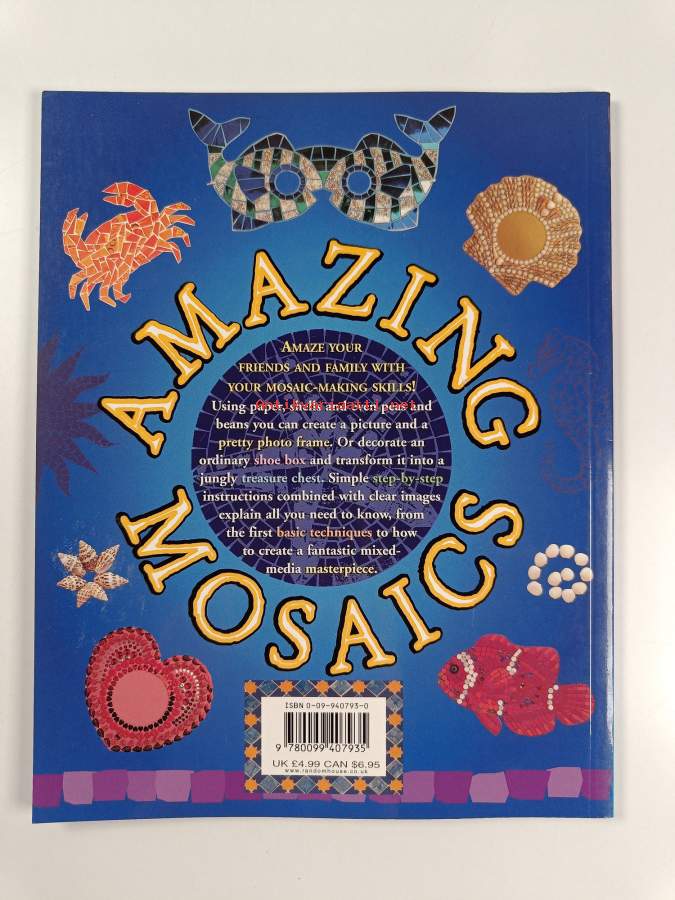 AMAZING
AMAZE YOUR
FRIENDS AND FAMILY WITH
YOUR MOSAIC-MAKING SKILLS!
Using paper, shells and even peas and
beans you can create a picture and a
pretty photo frame. Or decorate an
ordinary shoe box and transform it into a
jungly treasure chest. Simple step-by-step
instructions combined with clear images
explain all you need to know, from
the first basic techniques to how
to create a fantastic mixed-
media masterpiece.
MOSAICS
ISBN 0-09-940793-0
9 780099 407935
UK £4.99 CAN $6.95
www.randomhouse.co.uk